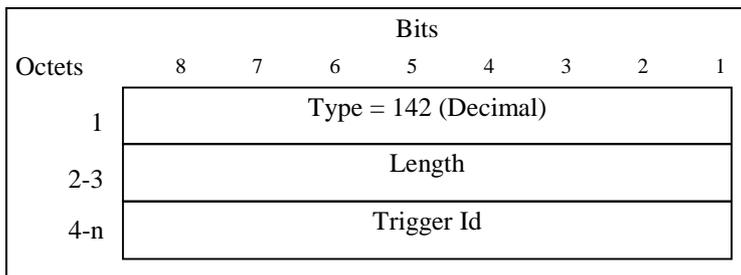 Bits
Octets 8 7 6 5 4 3 2 1
1 Type = 142 (Decimal)
2-3 Length
4-n Trigger Id